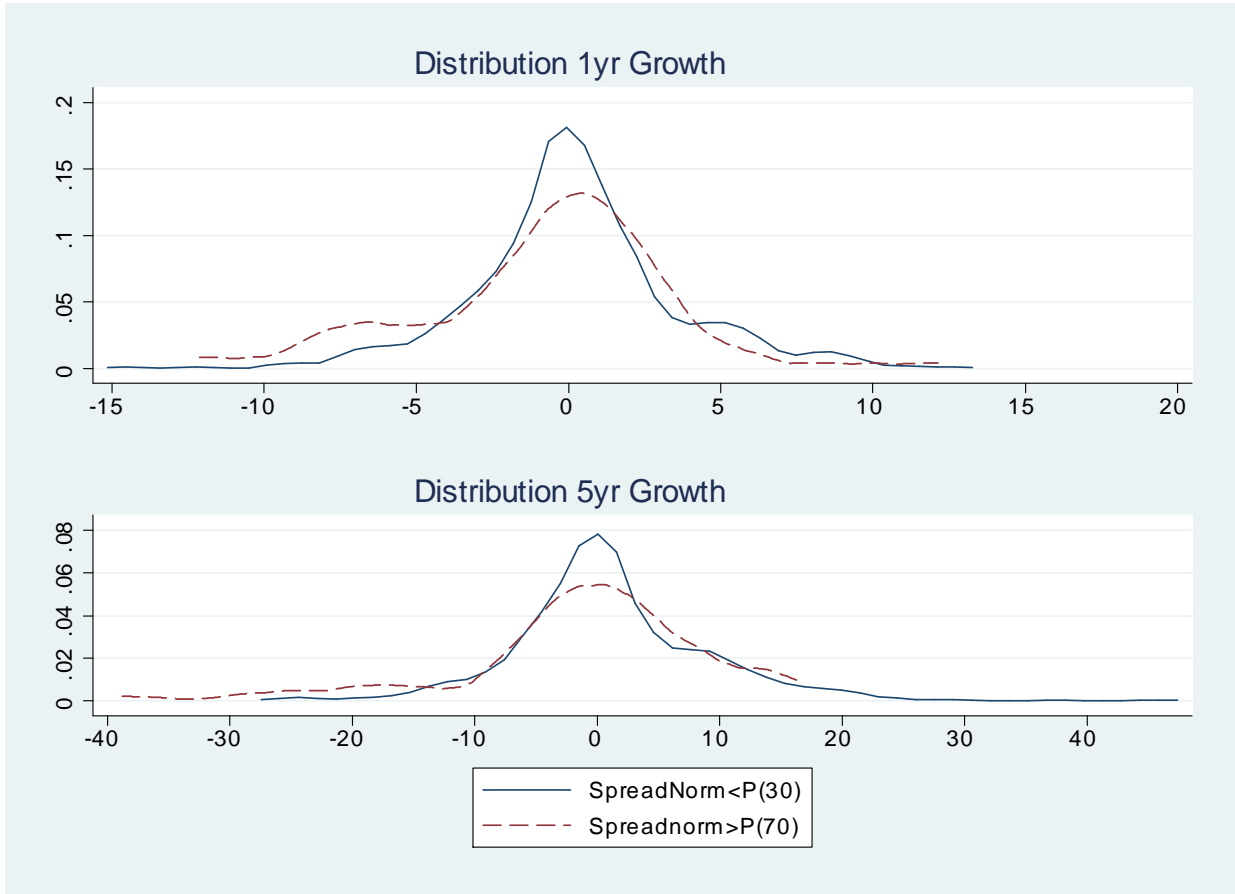 Distribution 1yr Growth
.2
.15
.1
.05
0
-15 -10 -5 0 5 10 15 20
Distribution 5yr Growth
.08
.06
.04
.02
0
-40 -30 -20 -10 0 10 20 30 40
SpreadNorm<P(30)
Spreadnorm>P(70)